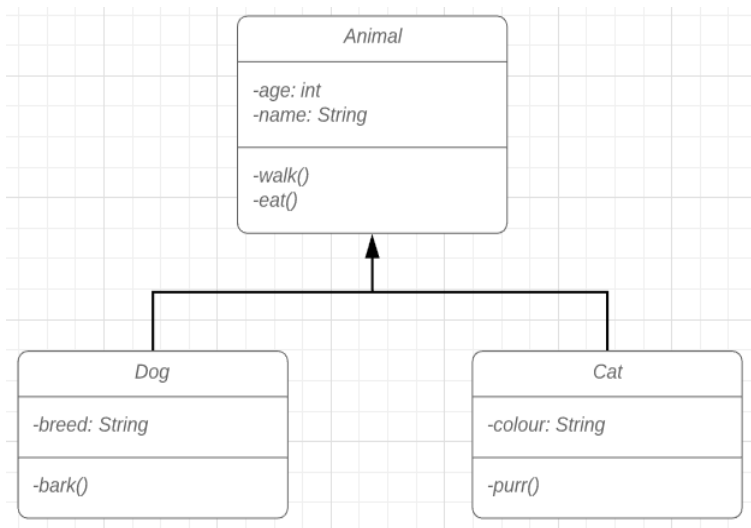 Animal
-age: int
-name: String
-walk()
-eat()
Dog
-breed: String
-bark()
Cat
-colour: String
-purr()